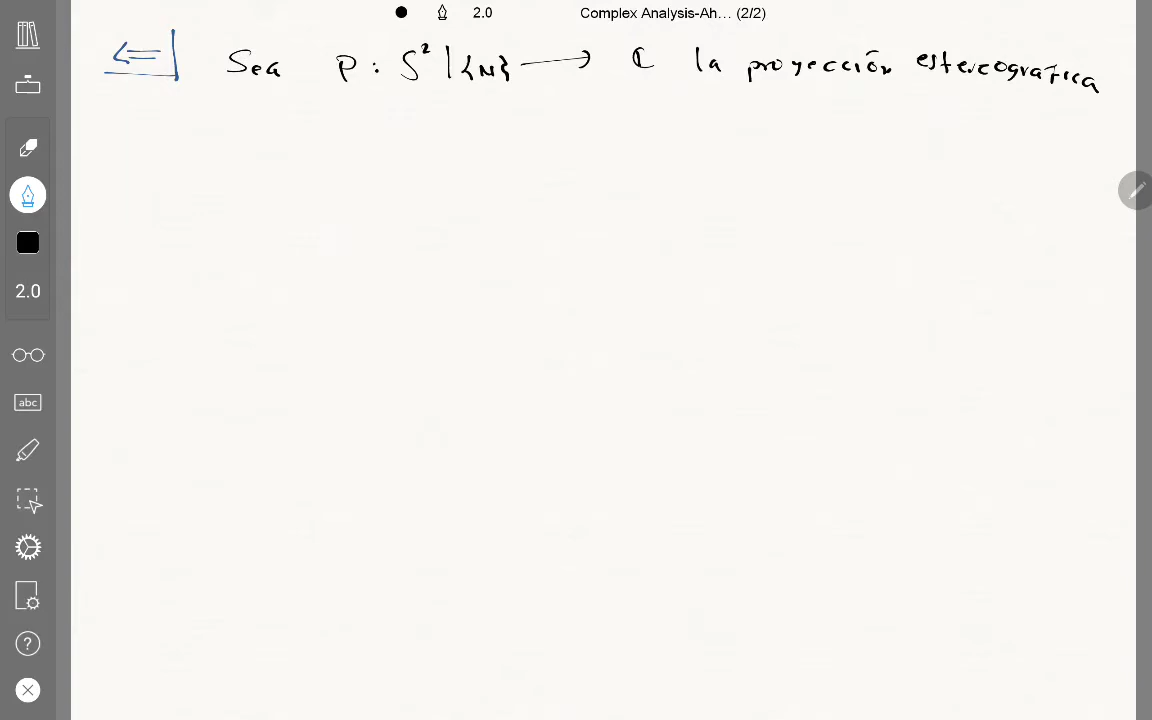 2.0 Complex Analysis-Ah... (2/2)
<= Sea P : S² | {N} → ℂ la proyección estereográfica
2.0
abc
?